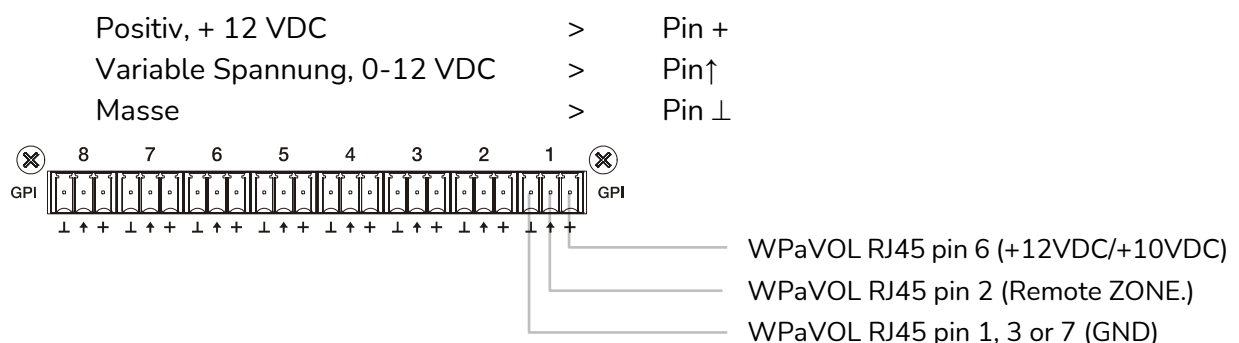 Positiv, + 12 VDC > Pin +
Variable Spannung, 0-12 VDC > Pin↑
Masse > Pin ⊥
8 7 6 5 4 3 2 1
GPI GPI
⊥ ↑ + ⊥ ↑ + ⊥ ↑ + ⊥ ↑ + ⊥ ↑ + ⊥ ↑ + ⊥ ↑ + ⊥ ↑ +
WPaVOL RJ45 pin 6 (+12VDC/+10VDC)
WPaVOL RJ45 pin 2 (Remote ZONE.)
WPaVOL RJ45 pin 1, 3 or 7 (GND)